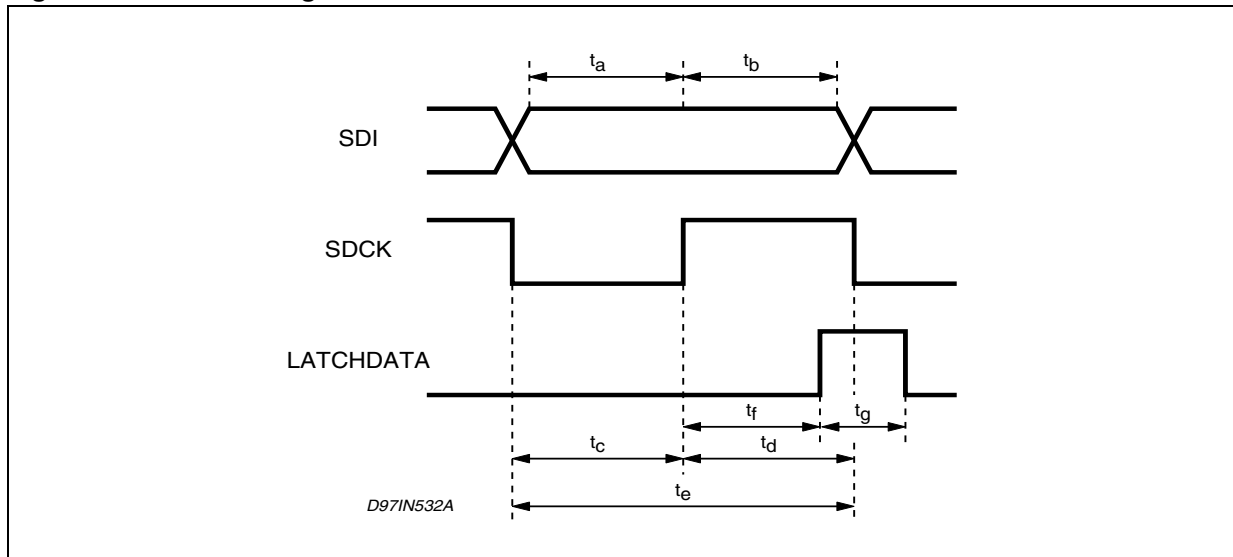 ta tb
SDI
SDCK
LATCHDATA
tf tg
tc td
te
D97IN532A